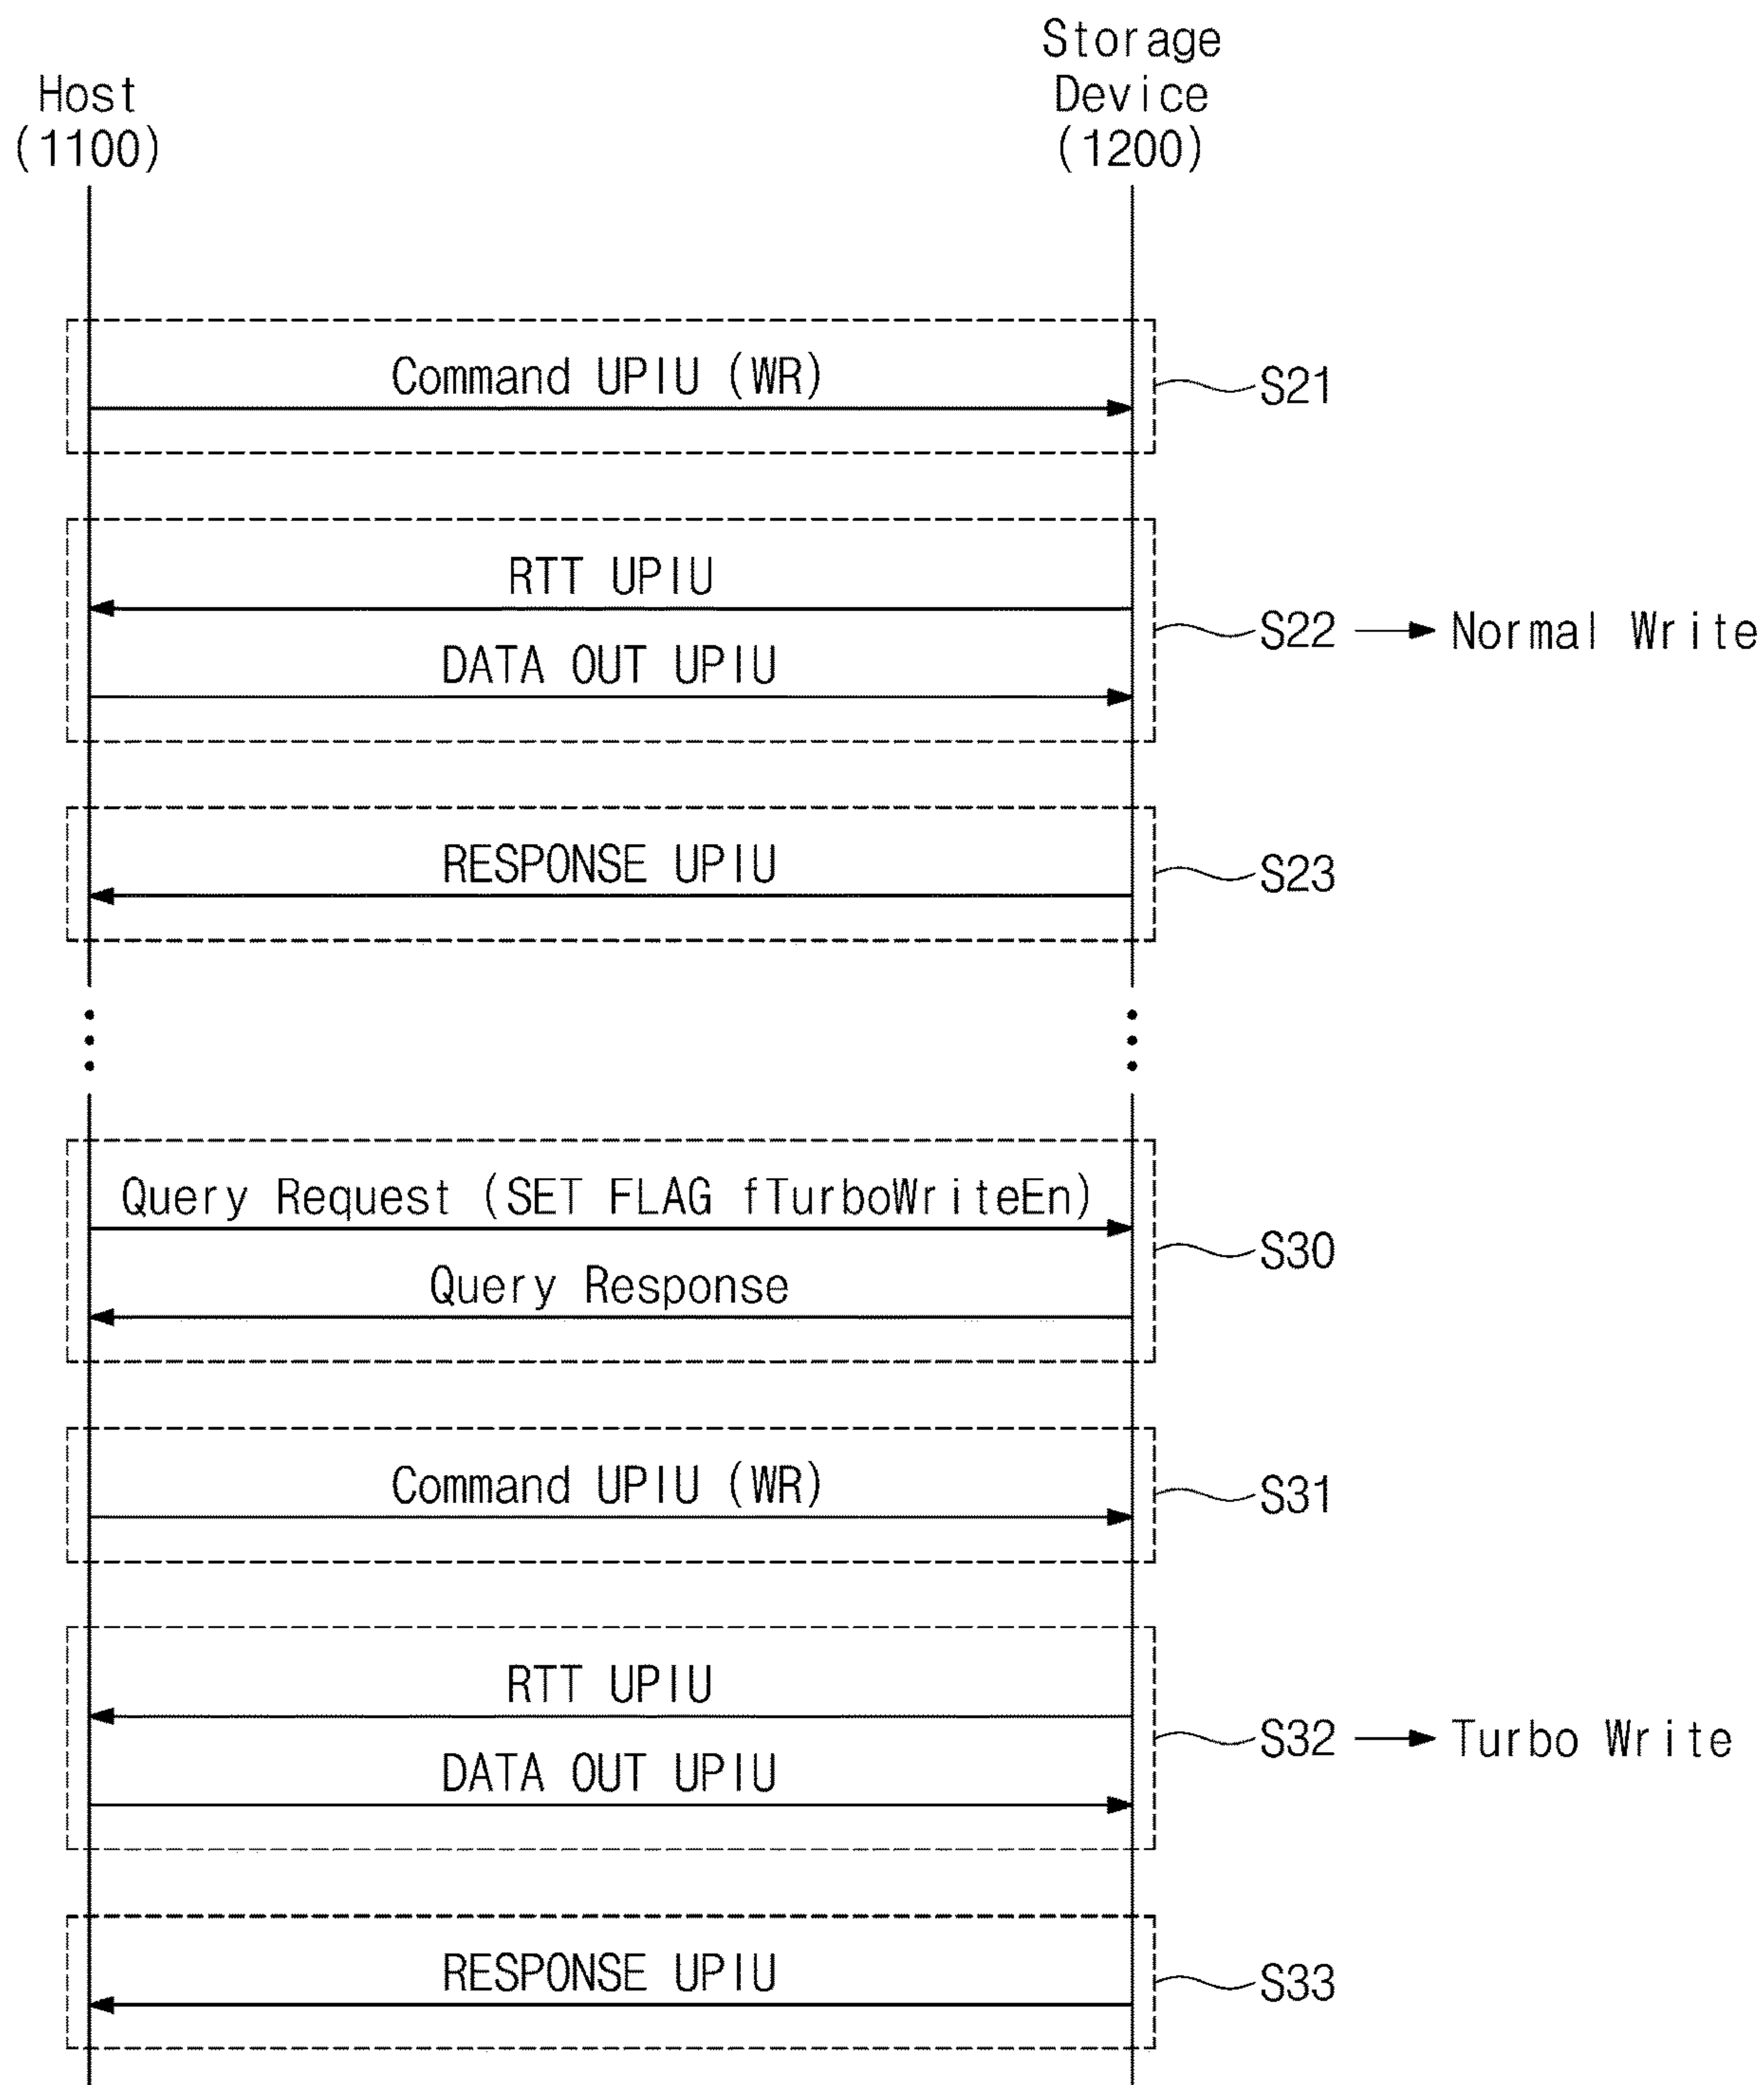 Host
(1100)
Storage
Device
(1200)
Command UPIU (WR)
S21
RTT UPIU
DATA OUT UPIU
S22
Normal Write
RESPONSE UPIU
S23
Query Request (SET FLAG fTurboWriteEn)
Query Response
S30
Command UPIU (WR)
S31
RTT UPIU
DATA OUT UPIU
S32
Turbo Write
RESPONSE UPIU
S33